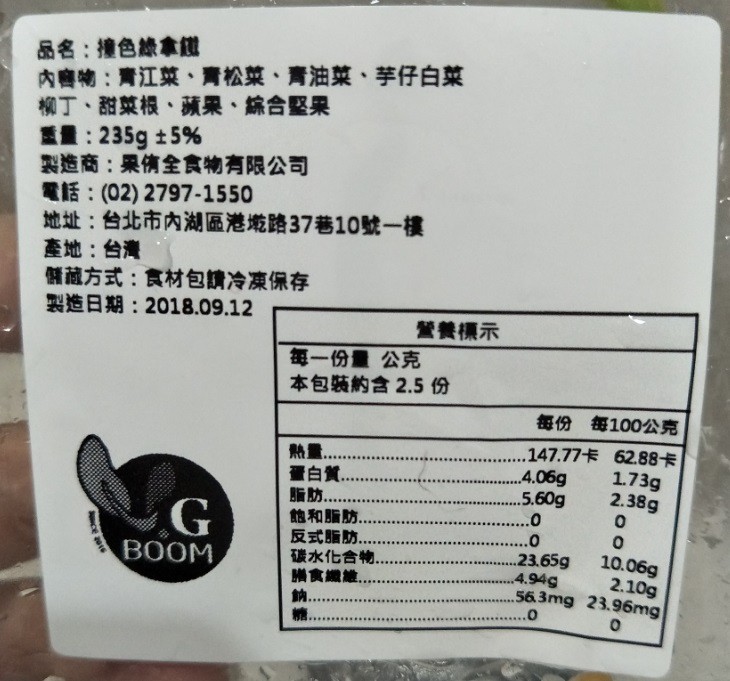 品名：撞色綠拿鐵
內容物：青江菜、青松菜、青油菜、芋仔白菜
柳丁、甜菜根、蘋果、綜合堅果
重量：235g ±5%
製造商：果侑全食物有限公司
電話：(02) 2797-1550
地址：台北市內湖區港墘路37巷10號一樓
產地：台灣
儲藏方式：食材包請冷凍保存
製造日期：2018.09.12
營養標示
每一份量 公克
本包裝約含 2.5 份
每份 每100公克
熱量..............................147.77卡 62.88卡
蛋白質..............................4.06g 1.73g
脂肪..............................5.60g 2.38g
飽和脂肪..............................0 0
反式脂肪..............................0 0
碳水化合物..............................23.65g 10.06g
膳食纖維..............................4.94g 2.10g
鈉..............................56.3mg 23.96mg
糖..............................0 0
G
BOOM